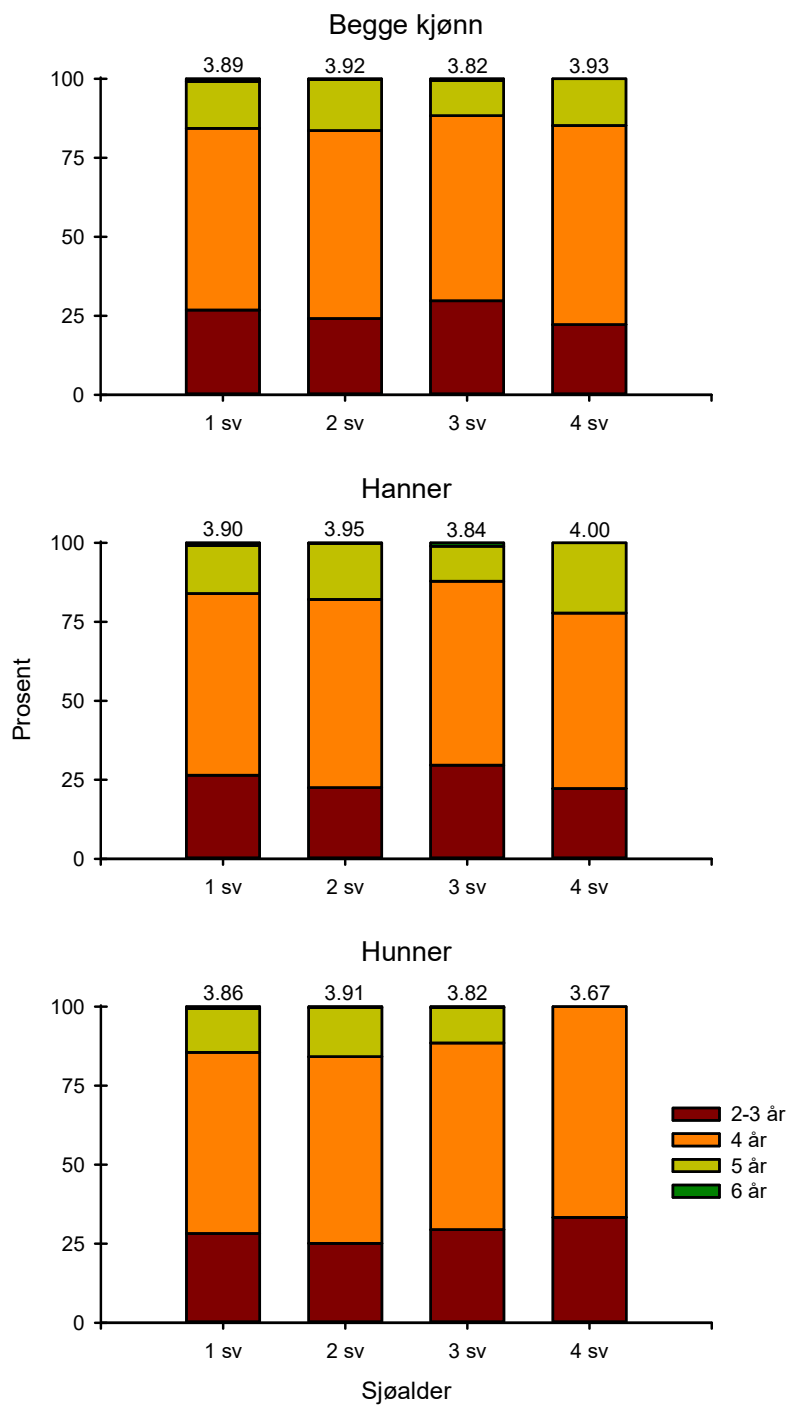 Begge kjønn
3.89 3.92 3.82 3.93
100
75
50
25
0
1 sv 2 sv 3 sv 4 sv
Hanner
3.90 3.95 3.84 4.00
100
75
50
25
0
Prosent
1 sv 2 sv 3 sv 4 sv
Hunner
3.86 3.91 3.82 3.67
100
75
50
25
0
2-3 år
4 år
5 år
6 år
1 sv 2 sv 3 sv 4 sv
Sjøalder